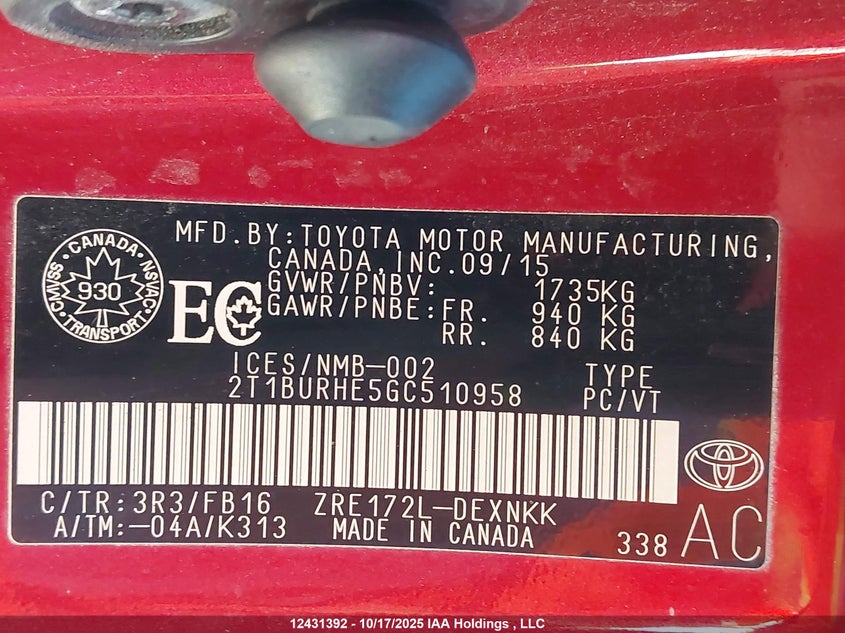 MFD.BY:TOYOTA MOTOR MANUFACTURING,
CANADA,INC.09/15
GVWR/PNBV: 1735KG
GAWR/PNBE:FR. 940 KG
RR. 840 KG
CANADA
CMVSS
930
NSVAC
TRANSPORT
EC
ICES/NMB-002
2T1BURHE5GC510958
TYPE
PC/VT
C/TR:3R3/FB16 ZRE172L-DEXNKK
A/TM:-04A/K313 MADE IN CANADA
338 AC
12431392 - 10/17/2025 IAA Holdings , LLC